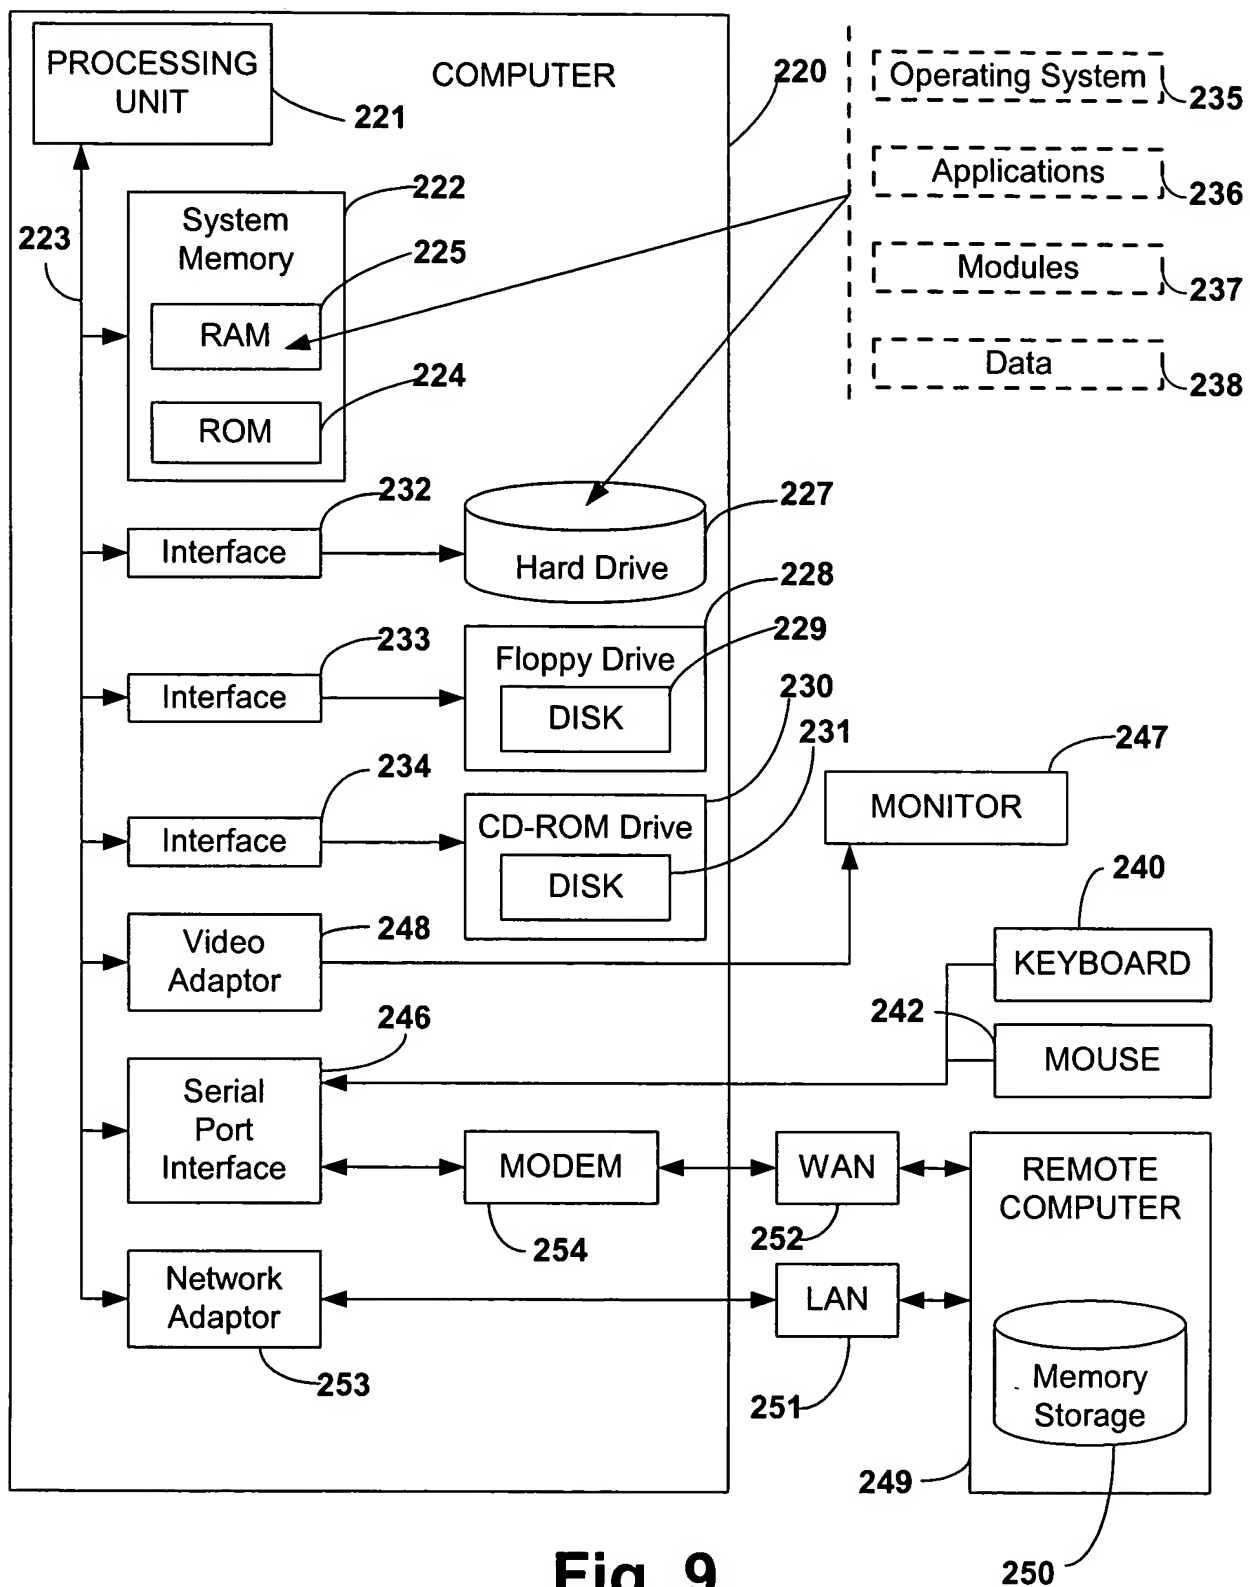 PROCESSING
UNIT
COMPUTER
220
Operating System
235
221
Applications
236
222
System
Memory
223
225
Modules
237
RAM
224
Data
238
ROM
232
227
Interface
Hard Drive
228
229
233
Floppy Drive
230
Interface
DISK
231
247
234
MONITOR
CD-ROM Drive
Interface
240
DISK
248
Video
Adaptor
KEYBOARD
242
246
MOUSE
Serial
Port
Interface
MODEM
WAN
REMOTE
COMPUTER
254
252
Network
Adaptor
LAN
253
251
Memory
Storage
249
250
Fig. 9